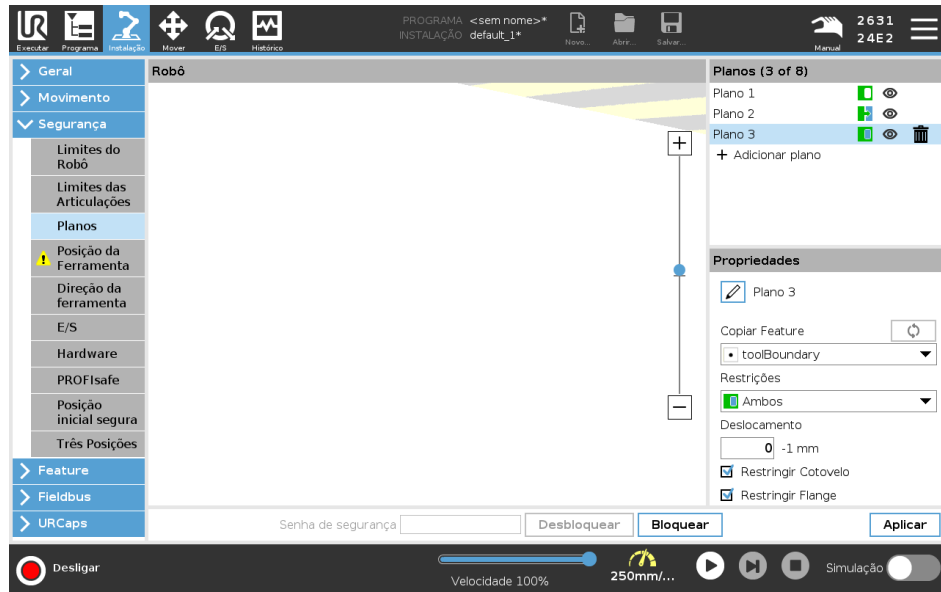 PROGRAMA <sem nome>*
INSTALAÇÃO default_1*
Executar
Programa
Instalação
Mover
E/S
Histórico
Novo...
Abrir...
Salvar...
Manual
2631
24E2
Geral
Movimento
Segurança
Limites do
Robô
Limites das
Articulações
Planos
Posição da
Ferramenta
Direção da
ferramenta
E/S
Hardware
PROFIsafe
Posição
inicial segura
Três Posições
Feature
Fieldbus
URCaps
Robô
Planos (3 of 8)
Plano 1
Plano 2
Plano 3
+ Adicionar plano
Propriedades
Plano 3
Copiar Feature
toolBoundary
Restrições
Ambos
Deslocamento
0 -1 mm
Restringir Cotovelo
Restringir Flange
Senha de segurança
Desbloquear
Bloquear
Aplicar
Desligar
Velocidade 100%
250mm/...
Simulação